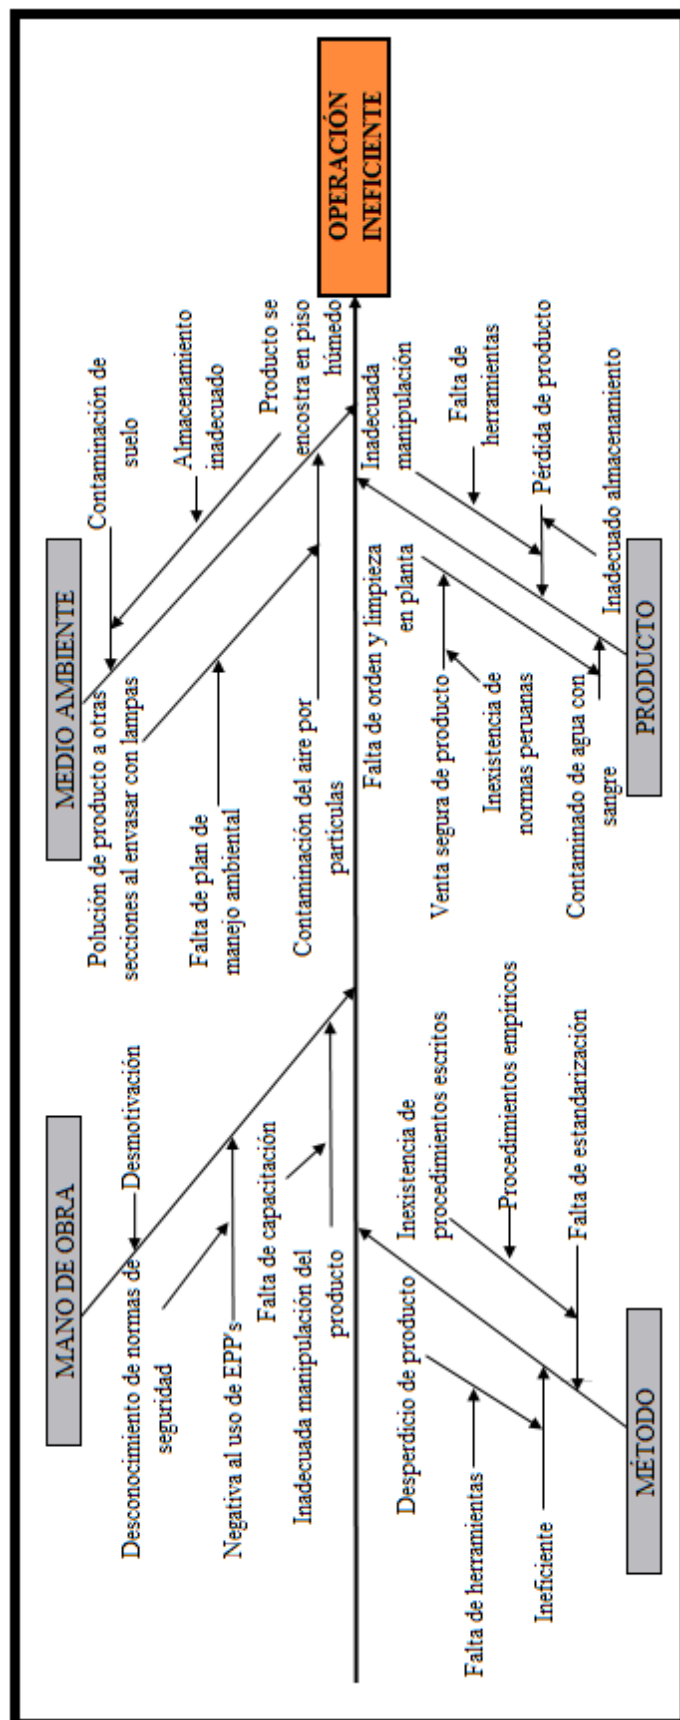 MANO DE OBRA
MEDIO AMBIENTE
Desconocimiento de normas de
seguridad
Desmotivación
Negativa al uso de EPP's
Falta de capacitación
Inadecuada manipulación del
producto
Polución de producto a otras
secciones al envasar con lampas
Contaminación de
suelo
Almacenamiento
inadecuado
Falta de plan de
manejo ambiental
Producto se
encostra en piso
húmedo
Contaminación del aire por
partículas
OPERACIÓN
INEFICIENTE
Desperdicio de producto
Inexistencia de
procedimientos escritos
Falta de herramientas
Procedimientos empíricos
Ineficiente
Falta de estandarización
Falta de orden y limpieza
en planta
Inadecuada
manipulación
Venta segura de producto
Falta de
herramientas
Inexistencia de
normas peruanas
Pérdida de producto
Contaminado de agua con
sangre
Inadecuado almacenamiento
MÉTODO
PRODUCTO